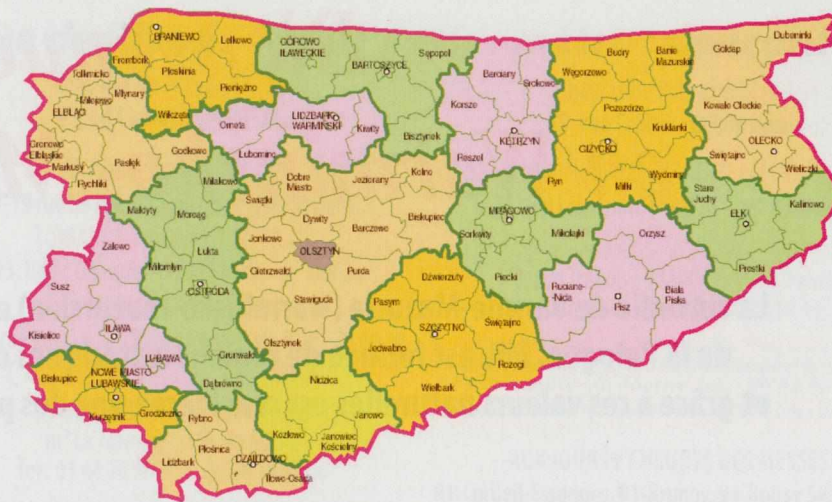 BRANIEWO
Lelkowo
Frombork
Płoskinia
Pieniężno
Wilczęta
GÓROWO
IŁAWECKIE
Sępopol
BARTOSZYCE
Bisztynek
Barciany
Srokowo
Korsze
KĘTRZYN
Reszel
Budry
Banie
Mazurskie
Węgorzewo
Pozezdrze
Kruklanki
GIŻYCKO
Wydminy
Ryn
Miłki
Gołdap
Dubeninki
Kowale Oleckie
OLECKO
Świętajno
Wieliczki
Tolkmicko
Milejewo
Młynary
ELBLĄG
Gronowo
Elbląskie
Markusy
Pasłęk
Godkowo
Rychliki
Orneta
LIDZBARK
WARMIŃSKI
Kiwity
Lubomino
Miłakowo
Małdyty
Morąg
Łukta
Miłomłyn
OSTRÓDA
Grunwald
Dąbrówno
Dobre
Miasto
Jeziorany
Kolno
Świątki
Dywity
Biskupiec
Jonkowo
Barczewo
OLSZTYN
Gietrzwałd
Purda
Stawiguda
Olsztynek
MRĄGOWO
Sorkwity
Mikołajki
Piecki
Stare
Juchy
Kalinowo
EŁK
Prostki
Orzysz
Ruciane-
-Nida
Pisz
Biała
Piska
Dźwierzuty
Pasym
SZCZYTNO
Świętajno
Jedwabno
Rozogi
Wielbark
Zalewo
Susz
IŁAWA
Kisielice
LUBAWA
Biskupiec
NOWE MIASTO
LUBAWSKIE
Kurzętnik
Grodziczno
Rybno
Płośnica
Lidzbark
DZIAŁDOWO
Iłowo-Osada
Nidzica
Kozłowo
Janowo
Janowiec
Kościelny